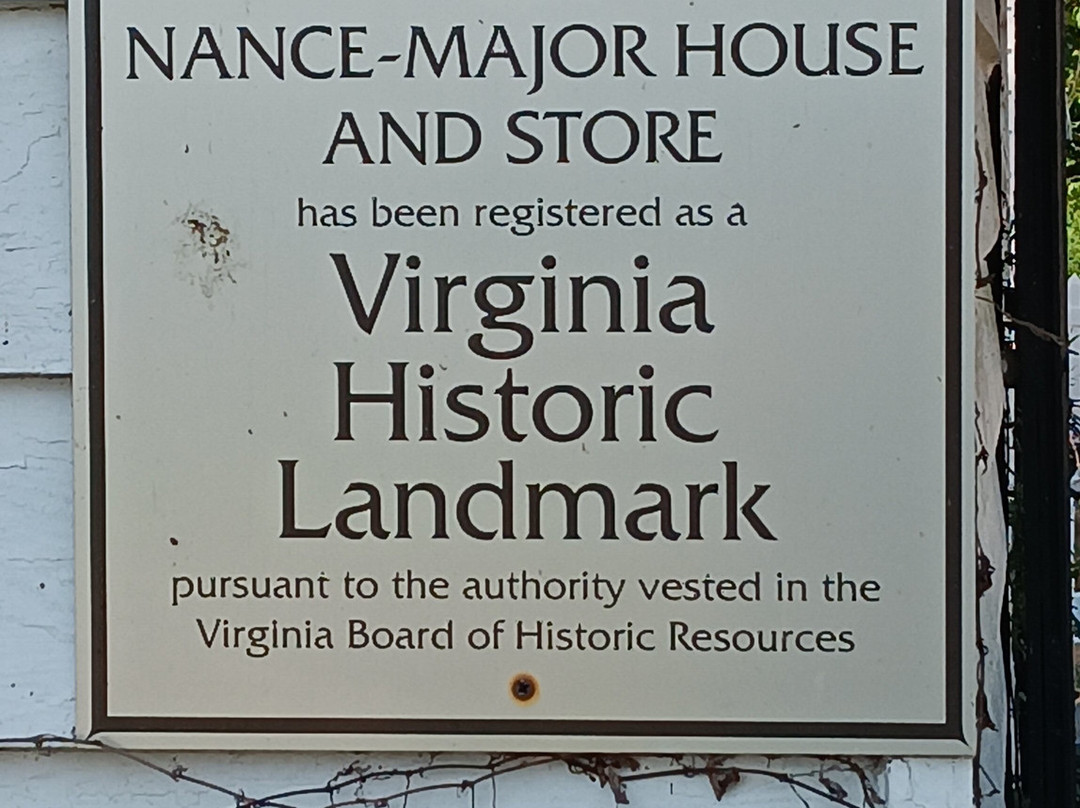 NANCE-MAJOR HOUSE
AND STORE
has been registered as a
Virginia
Historic
Landmark
pursuant to the authority vested in the
Virginia Board of Historic Resources